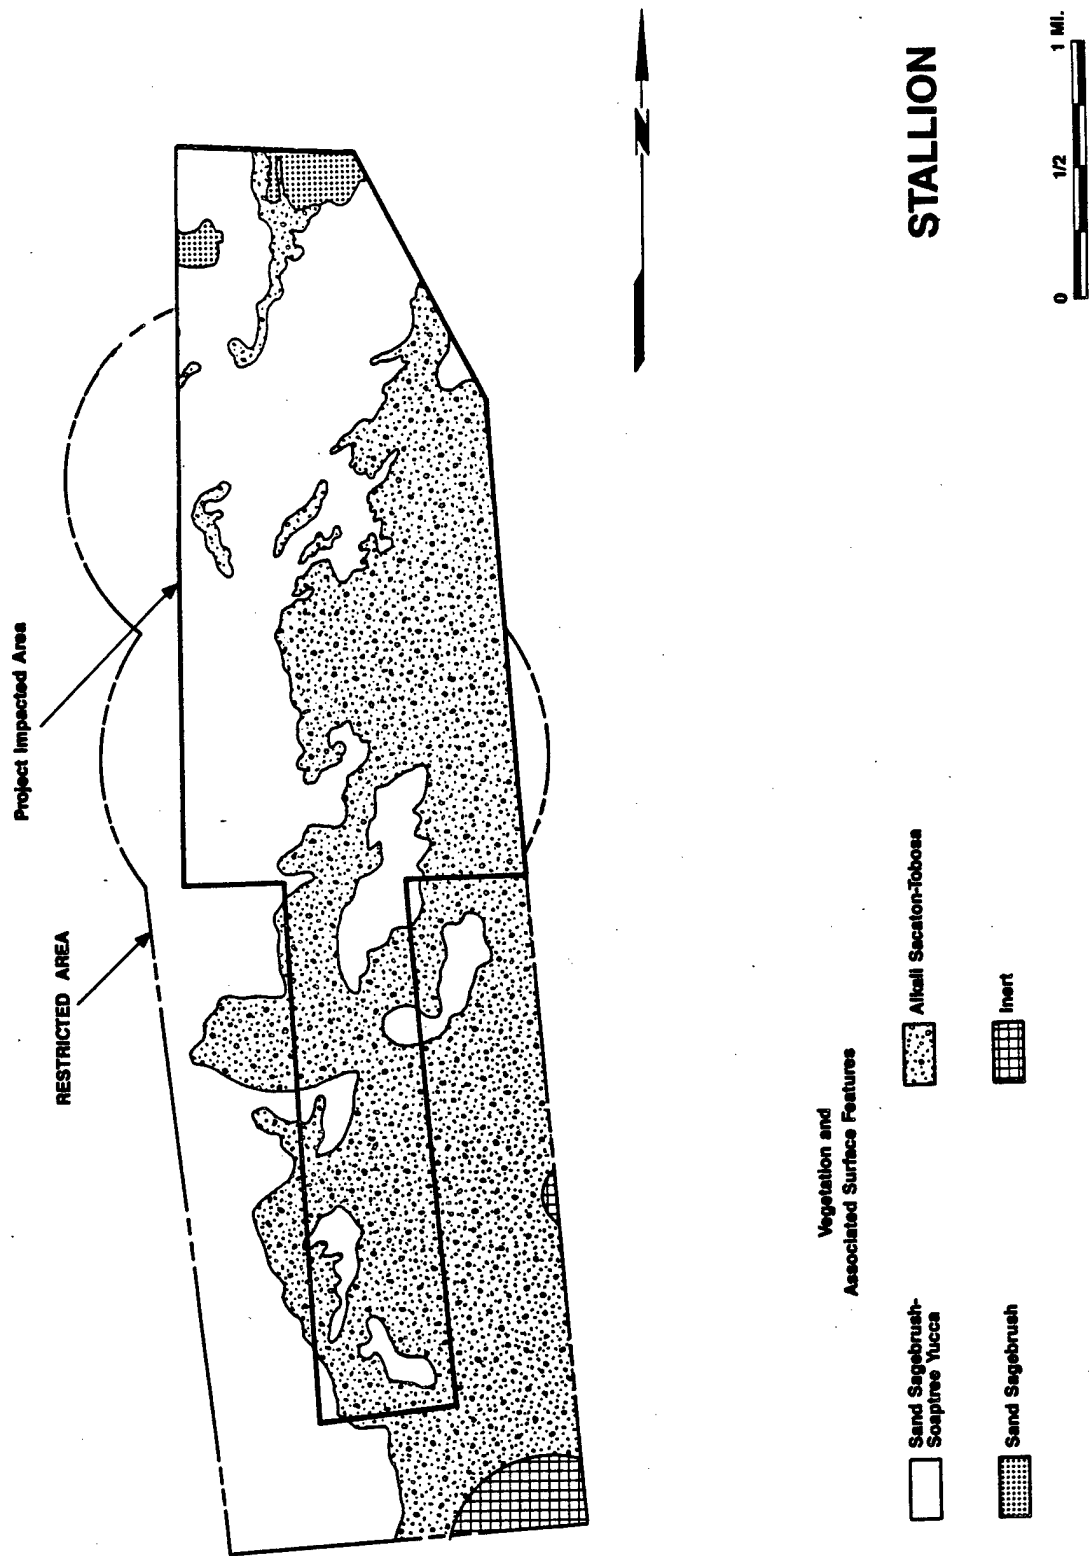 Project Impacted Area
RESTRICTED AREA
N
STALLION
0 1/2 1 MI.
Vegetation and
Associated Surface Features
Sand Sagebrush-
Soaptree Yucca
Alkali Sacaton-Tobosa
Sand Sagebrush
Inert